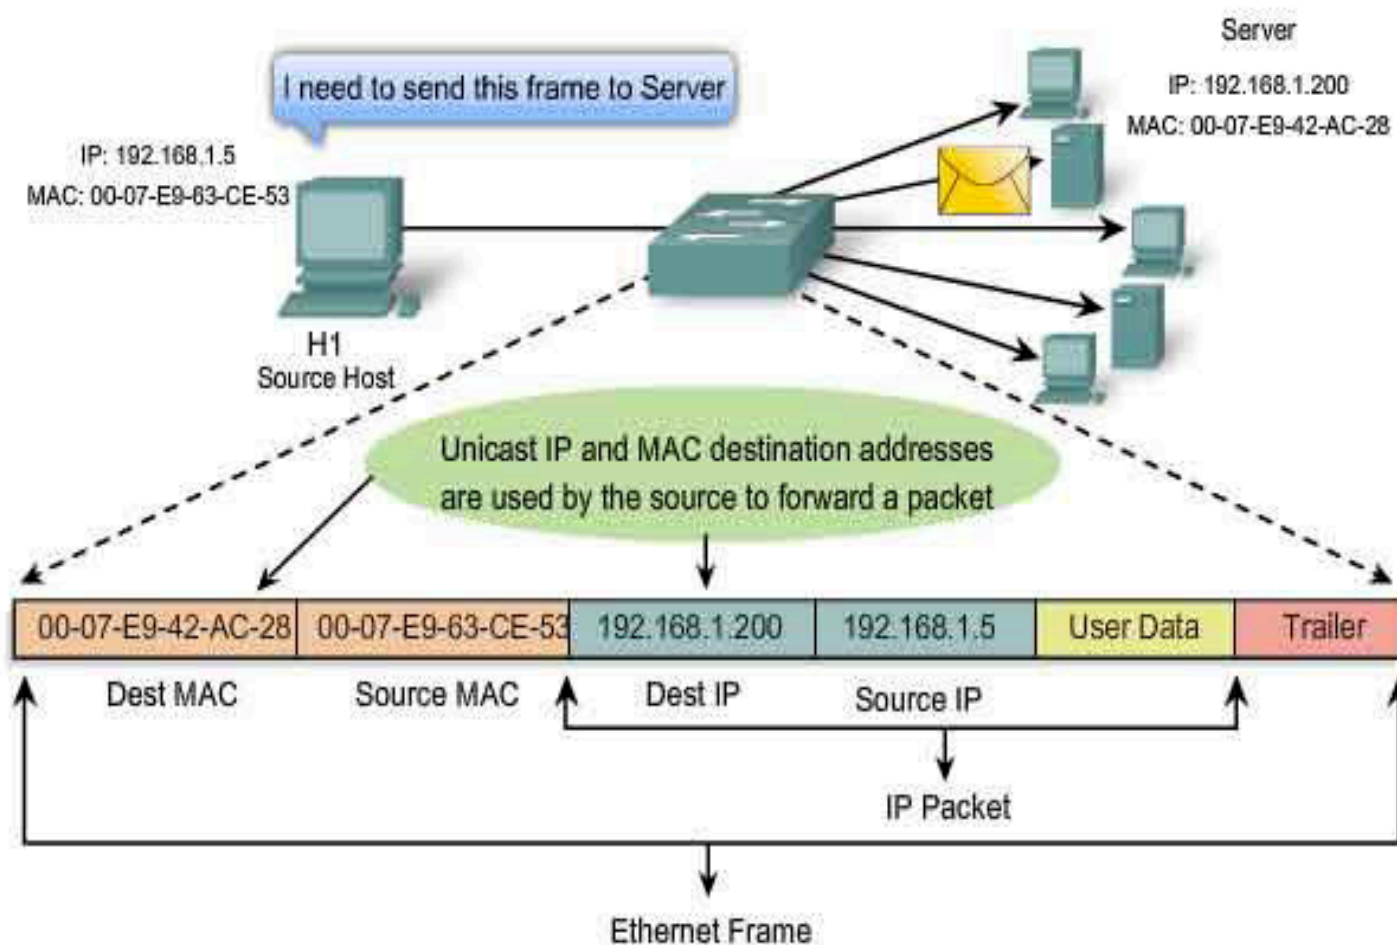 Server
I need to send this frame to Server
IP: 192.168.1.200
MAC: 00-07-E9-42-AC-28
IP: 192.168.1.5
MAC: 00-07-E9-63-CE-53
H1
Source Host
Unicast IP and MAC destination addresses
are used by the source to forward a packet
00-07-E9-42-AC-28 00-07-E9-63-CE-53 192.168.1.200 192.168.1.5 User Data Trailer
Dest MAC Source MAC Dest IP Source IP
IP Packet
Ethernet Frame